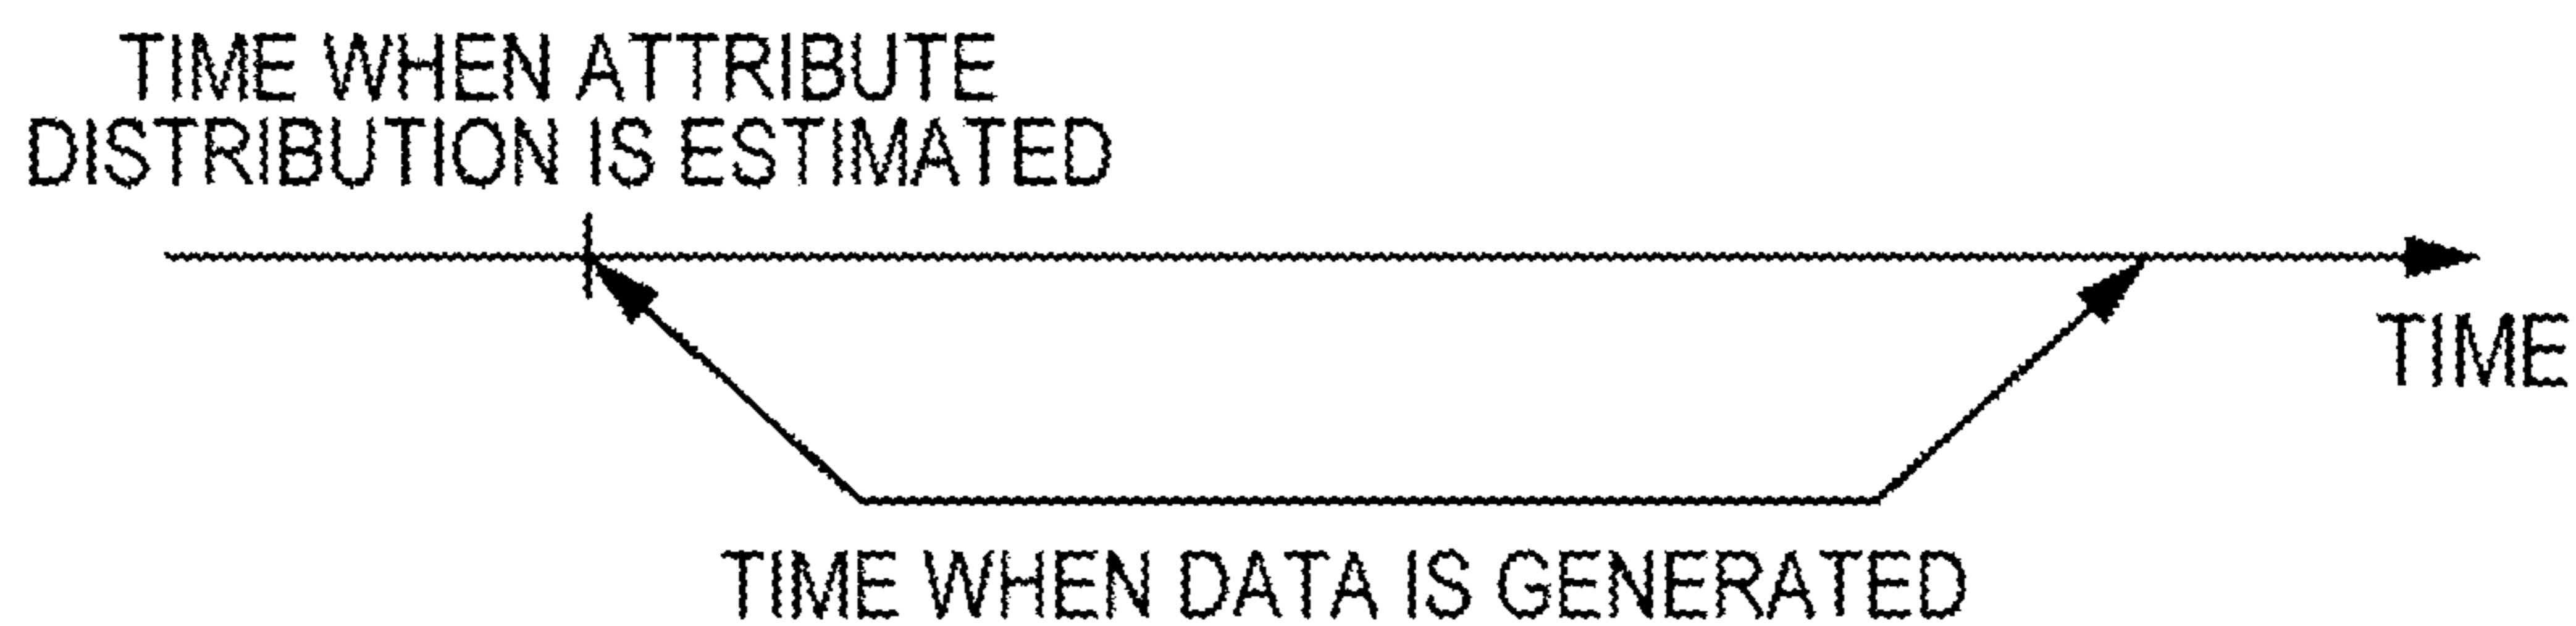 TIME WHEN ATTRIBUTE
DISTRIBUTION IS ESTIMATED
TIME
TIME WHEN DATA IS GENERATED